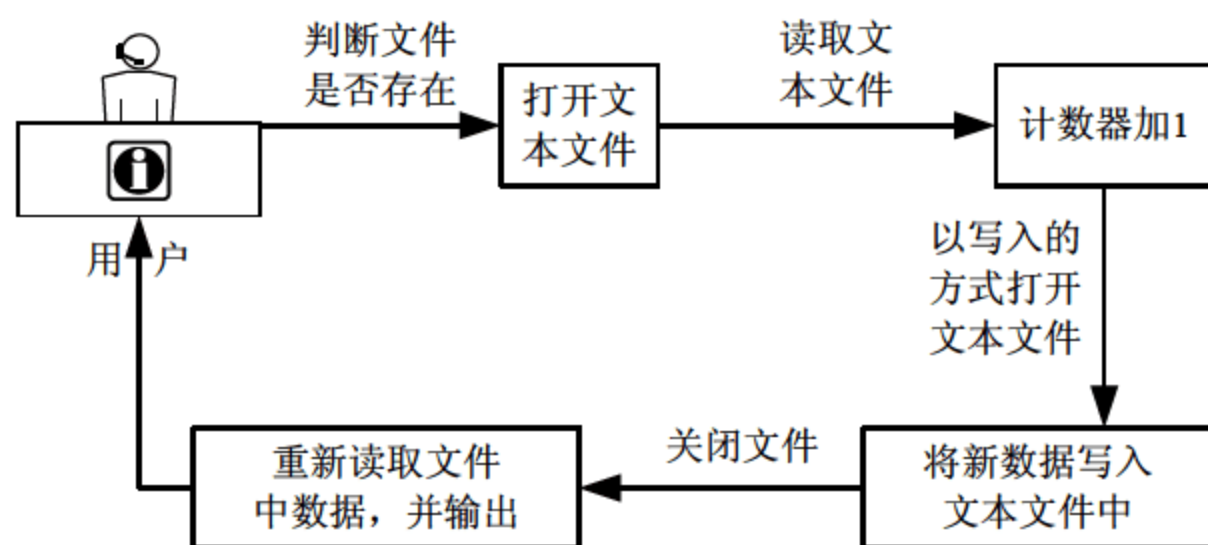 判断文件
是否存在
打开文
本文件
读取文
本文件
计数器加1
以写入的
方式打开
文本文件
将新数据写入
文本文件中
关闭文件
重新读取文件
中数据，并输出
用户